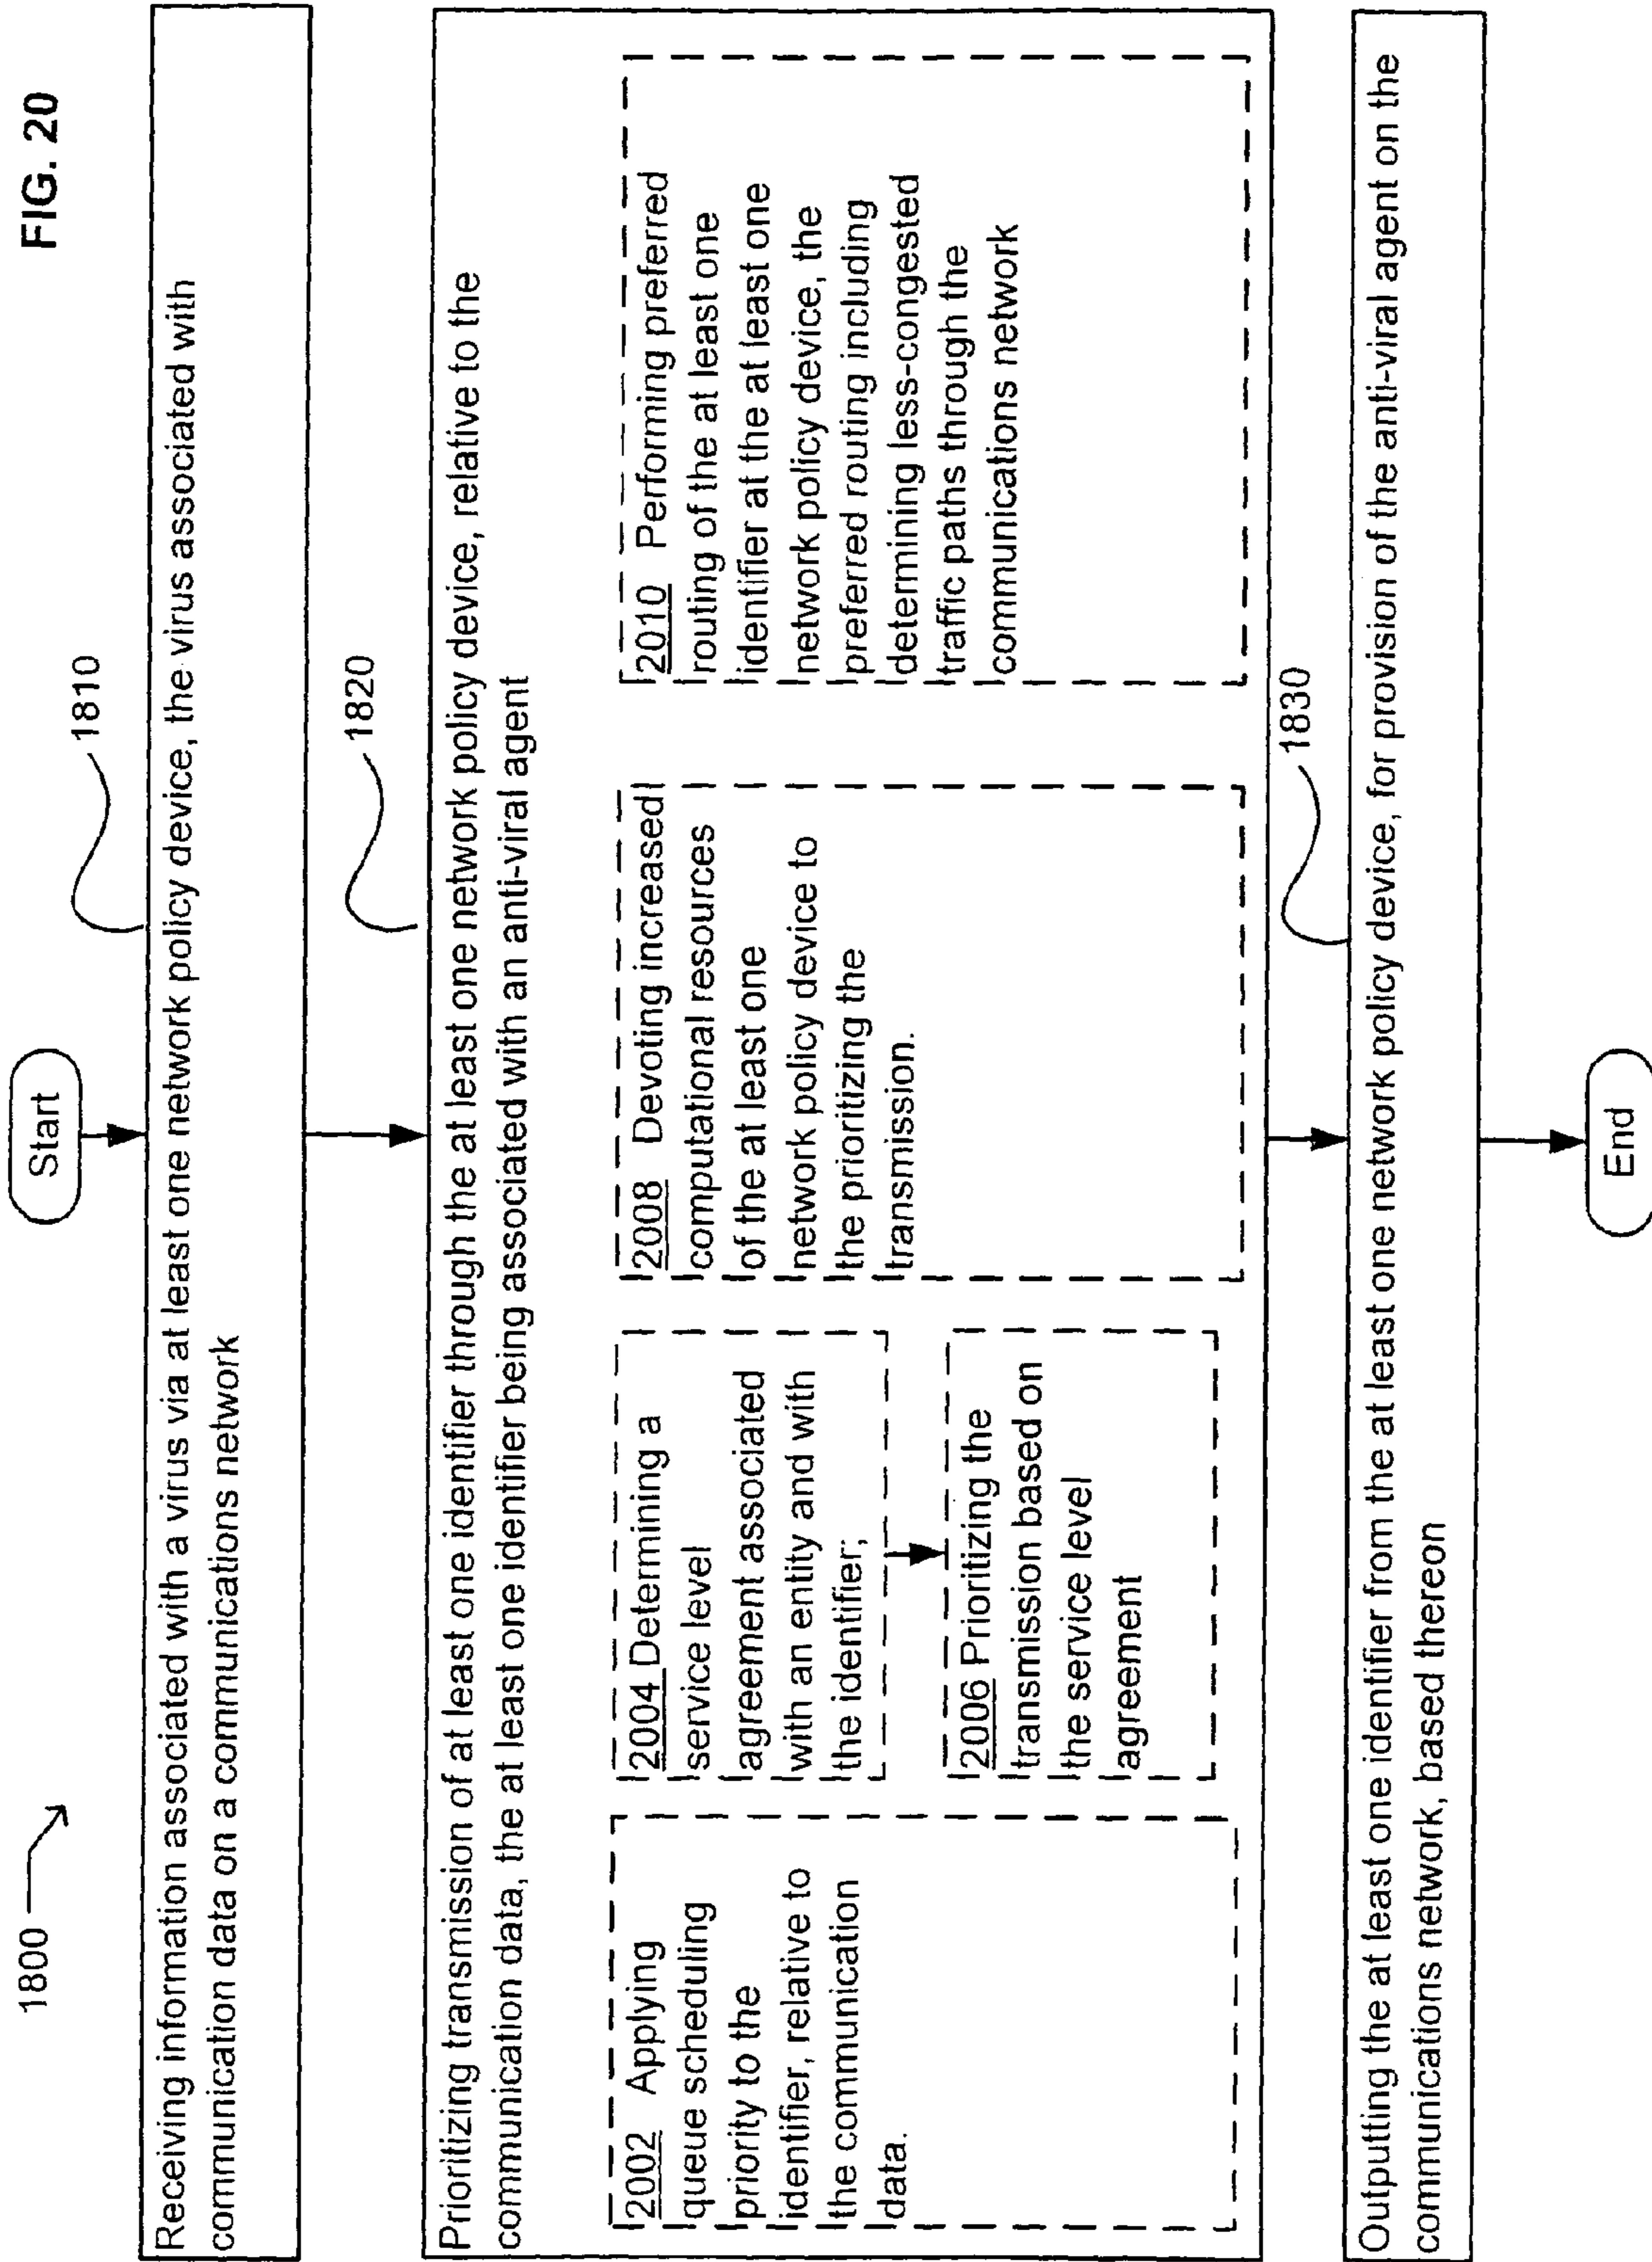 FIG. 20
1800
Start
1810
Receiving information associated with a virus via at least one network policy device, the virus associated with
communication data on a communications network
1820
Prioritizing transmission of at least one identifier through the at least one network policy device, relative to the
communication data, the at least one identifier being associated with an anti-viral agent
2002 Applying
queue scheduling
priority to the
identifier, relative to
the communication
data.
2004 Determining a
service level
agreement associated
with an entity and with
the identifier;
2006 Prioritizing the
transmission based on
the service level
agreement
2008 Devoting increased
computational resources
of the at least one
network policy device to
the prioritizing the
transmission.
2010 Performing preferred
routing of the at least one
identifier at the at least one
network policy device, the
preferred routing including
determining less-congested
traffic paths through the
communications network
1830
Outputting the at least one identifier from the at least one network policy device, for provision of the anti-viral agent on the
communications network, based thereon
End